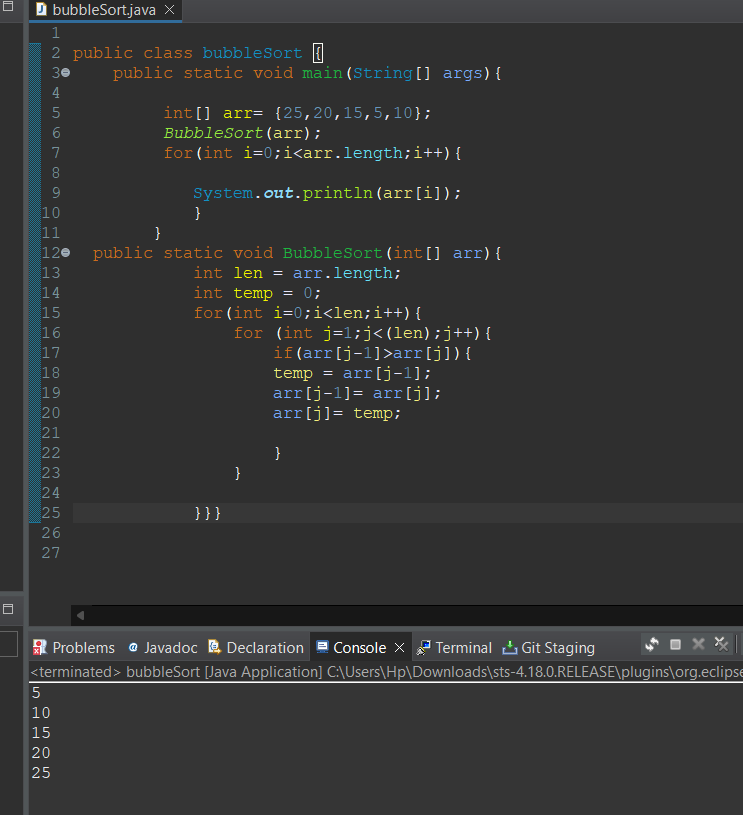 bubbleSort.java
1
2 public class bubbleSort {
3 public static void main(String[] args){
4
5 int[] arr= {25,20,15,5,10};
6 BubbleSort(arr);
7 for(int i=0;i<arr.length;i++){
8
9 System.out.println(arr[i]);
10 }
11 }
12 public static void BubbleSort(int[] arr){
13 int len = arr.length;
14 int temp = 0;
15 for(int i=0;i<len;i++){
16 for (int j=1;j<(len);j++){
17 if(arr[j-1]>arr[j]){
18 temp = arr[j-1];
19 arr[j-1]= arr[j];
20 arr[j]= temp;
21
22 }
23 }
24
25 }}}
26
27
Problems Javadoc Declaration Console Terminal Git Staging
<terminated> bubbleSort [Java Application] C:\Users\Hp\Downloads\sts-4.18.0.RELEASE\plugins\org.eclipse
5
10
15
20
25